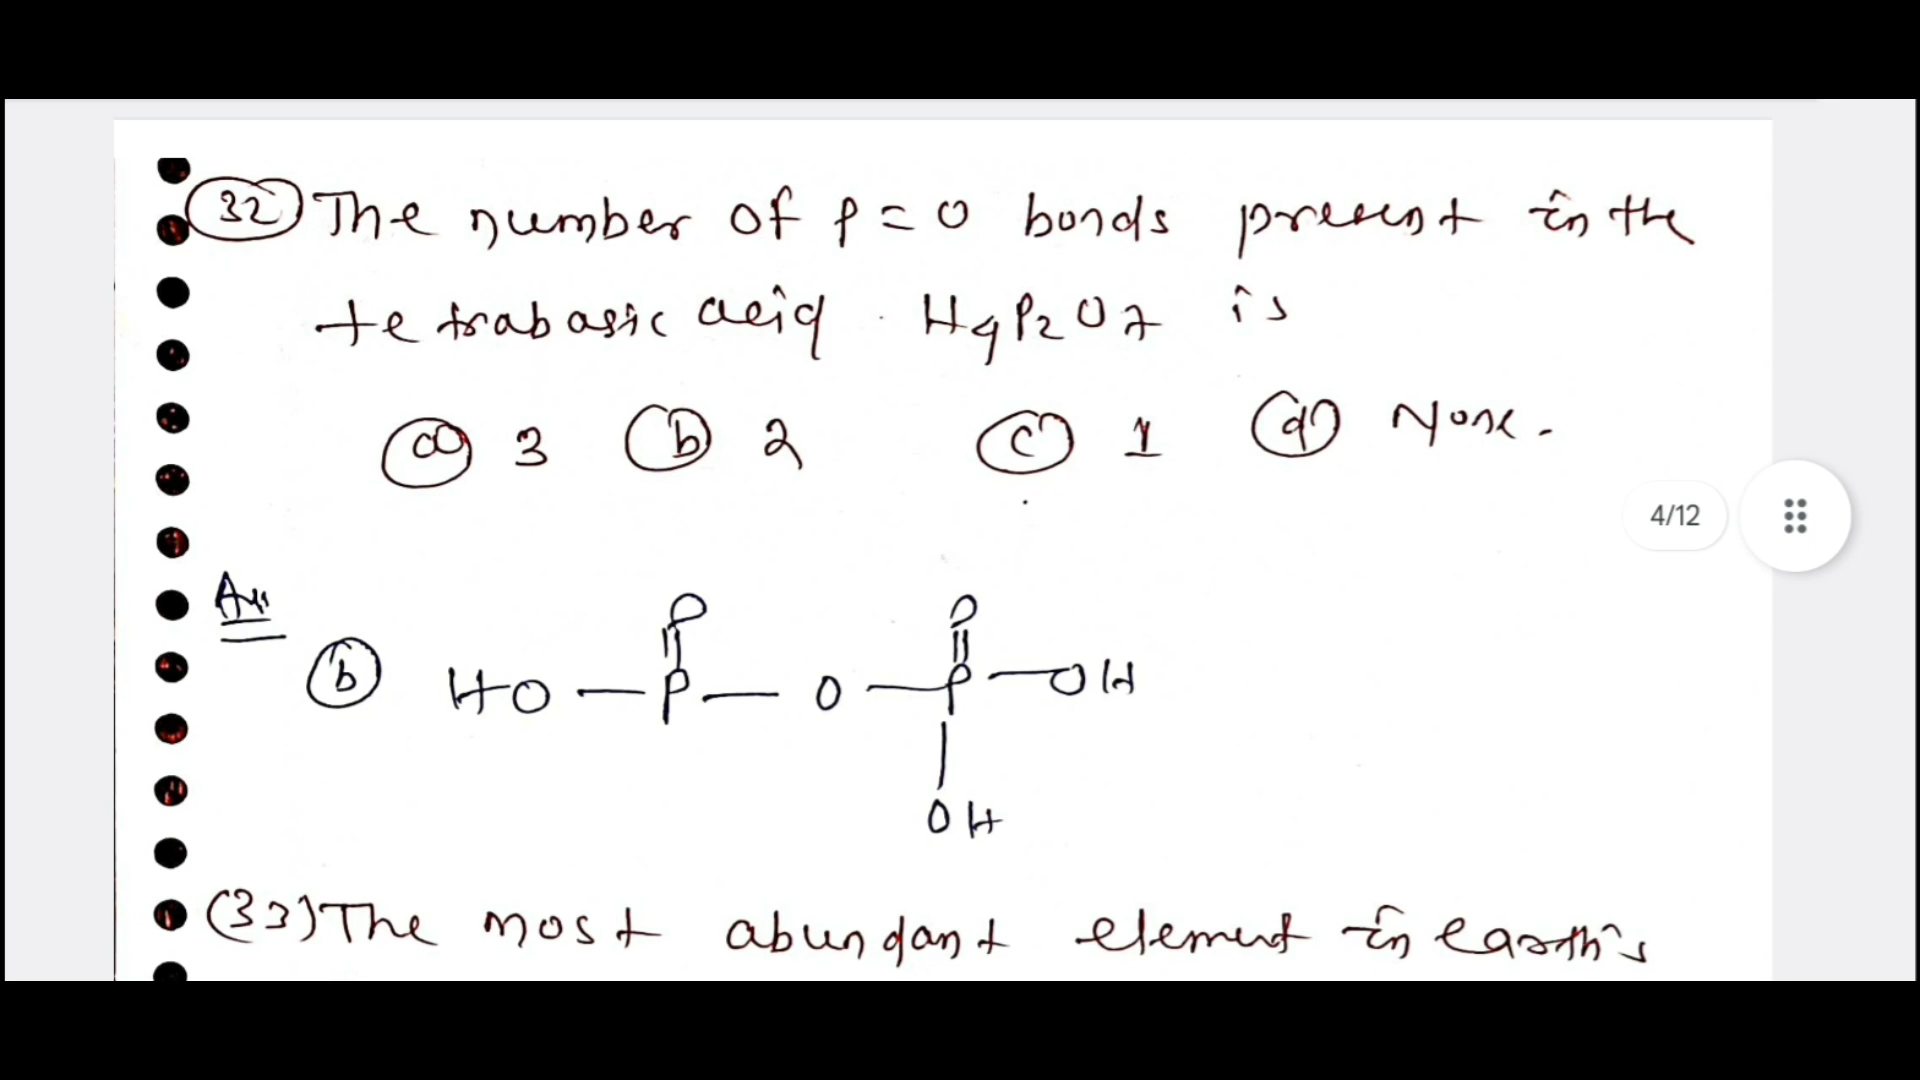 32 The number of P=O bonds present in the
tetrabasic acid H4P2O7 is
a 3 b 2 c 1 d None.
4/12
Ans
b HO - P - O - P - OH
O O
OH
(33) The most abundant element in earth's